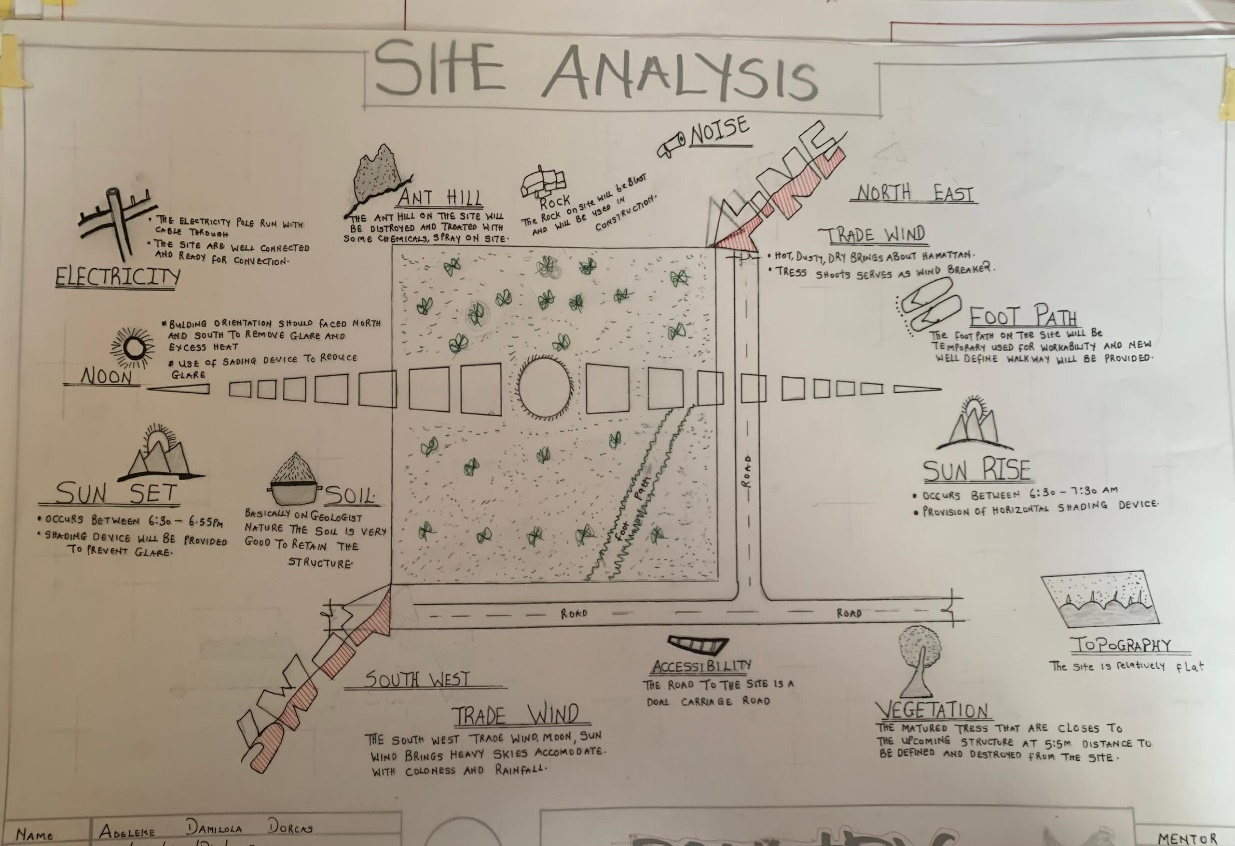 SITE ANALYSIS
NOISE
ANT HILL
THE ANT HILL ON THE SITE WILL
BE DISTROYED AND TREATED WITH
SOME CHEMICALS, SPRAY ON SITE.
ROCK
THE ROCK ON SITE WILL BE BLAST
AND WILL BE USED IN
CONSTRUCTION.
NORTH EAST
TRADE WIND
• HOT, DUSTY, DRY BRINGS ABOUT HAMATTAN.
• TRESS SHOOTS SERVES AS WIND BREAKER.
• THE ELECTRICITY POLE RUN WITH
CABLE THROUGH
• THE SITE ARE WELL CONNECTED
AND READY FOR CONVECTION.
ELECTRICITY
FOOT PATH
THE FOOT PATH ON THE SITE WILL BE
TEMPORARY USED FOR WORKABILITY AND NEW
WELL DEFINE WALKWAY WILL BE PROVIDED.
BULDING ORIENTATION SHOULD FACED NORTH
AND SOUTH TO REMOVE GLARE AND
EXCESS HEAT
USE OF SADING DEVICE TO REDUCE
GLARE
NOON
SUN SET
• OCCURS BETWEEN 6:30 - 6:55PM
• SHADING DEVICE WILL BE PROVIDED
TO PREVENT GLARE.
SOIL
BASICALLY ON GEOLOGIST
NATURE THE SOIL IS VERY
GOOD TO RETAIN THE
STRUCTURE.
Foot Path
ROAD
SUN RISE
• OCCURS BETWEEN 6:30 - 7:30 AM
• PROVISION OF HORIZONTAL SHADING DEVICE.
ROAD
ROAD
TOPOGRAPHY
The site is relatively flat
ACCESSIBILITY
THE ROAD TO THE SITE IS A
DOAL CARRIAGE ROAD
SOUTH WEST
TRADE WIND
THE SOUTH WEST TRADE WIND, MOON, SUN
WIND BRINGS HEAVY SKIES ACCOMODATE.
WITH COLDNESS AND RAINFALL.
VEGETATION
THE MATURED TRESS THAT ARE CLOSES TO
THE UPCOMING STRUCTURE AT 5:5M DISTANCE TO
BE DEFINED AND DESTROYED FROM THE SITE.
S.W.W
NAME
ADELEKE DAMILOLA DORCAS
MENTOR